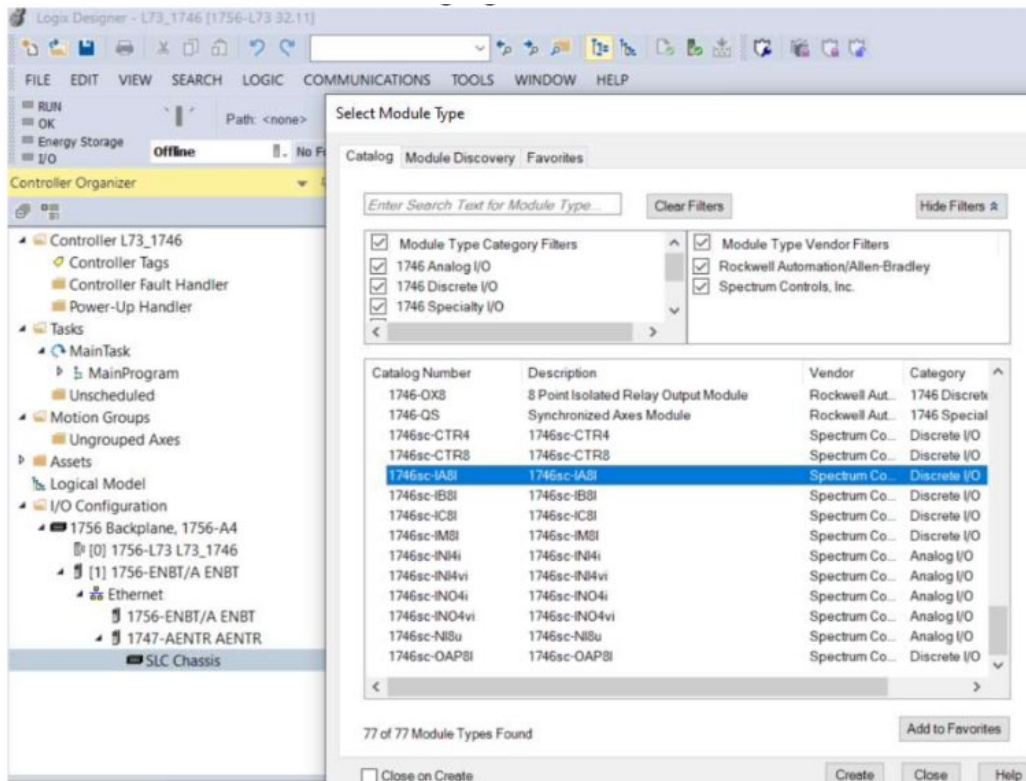 Logix Designer - L73_1746 [1756-L73 32.11]
FILE EDIT VIEW SEARCH LOGIC COMMUNICATIONS TOOLS WINDOW HELP
RUN
OK
Energy Storage
I/O
Path: <none>
Offline
No F
Controller Organizer
Controller L73_1746
Controller Tags
Controller Fault Handler
Power-Up Handler
Tasks
MainTask
MainProgram
Unscheduled
Motion Groups
Ungrouped Axes
Assets
Logical Model
I/O Configuration
1756 Backplane, 1756-A4
[0] 1756-L73 L73_1746
[1] 1756-ENBT/A ENBT
Ethernet
1756-ENBT/A ENBT
1747-AENTR AENTR
SLC Chassis
Select Module Type
Catalog Module Discovery Favorites
Enter Search Text for Module Type...
Clear Filters
Hide Filters
Module Type Category Filters
1746 Analog I/O
1746 Discrete I/O
1746 Specialty I/O
Module Type Vendor Filters
Rockwell Automation/Allen-Bradley
Spectrum Controls, Inc.
Catalog Number Description Vendor Category
1746-OX8 8 Point Isolated Relay Output Module Rockwell Aut... 1746 Discrete
1746-QS Synchronized Axes Module Rockwell Aut... 1746 Special
1746sc-CTR4 1746sc-CTR4 Spectrum Co... Discrete I/O
1746sc-CTR8 1746sc-CTR8 Spectrum Co... Discrete I/O
1746sc-IA8I 1746sc-IA8I Spectrum Co... Discrete I/O
1746sc-IB8I 1746sc-IB8I Spectrum Co... Discrete I/O
1746sc-IC8I 1746sc-IC8I Spectrum Co... Discrete I/O
1746sc-IM8I 1746sc-IM8I Spectrum Co... Discrete I/O
1746sc-INI4i 1746sc-INI4i Spectrum Co... Analog I/O
1746sc-INI4vi 1746sc-INI4vi Spectrum Co... Analog I/O
1746sc-INO4i 1746sc-INO4i Spectrum Co... Analog I/O
1746sc-INO4vi 1746sc-INO4vi Spectrum Co... Analog I/O
1746sc-NI8u 1746sc-NI8u Spectrum Co... Analog I/O
1746sc-OAP8I 1746sc-OAP8I Spectrum Co... Discrete I/O
77 of 77 Module Types Found
Add to Favorites
Close on Create
Create Close Help